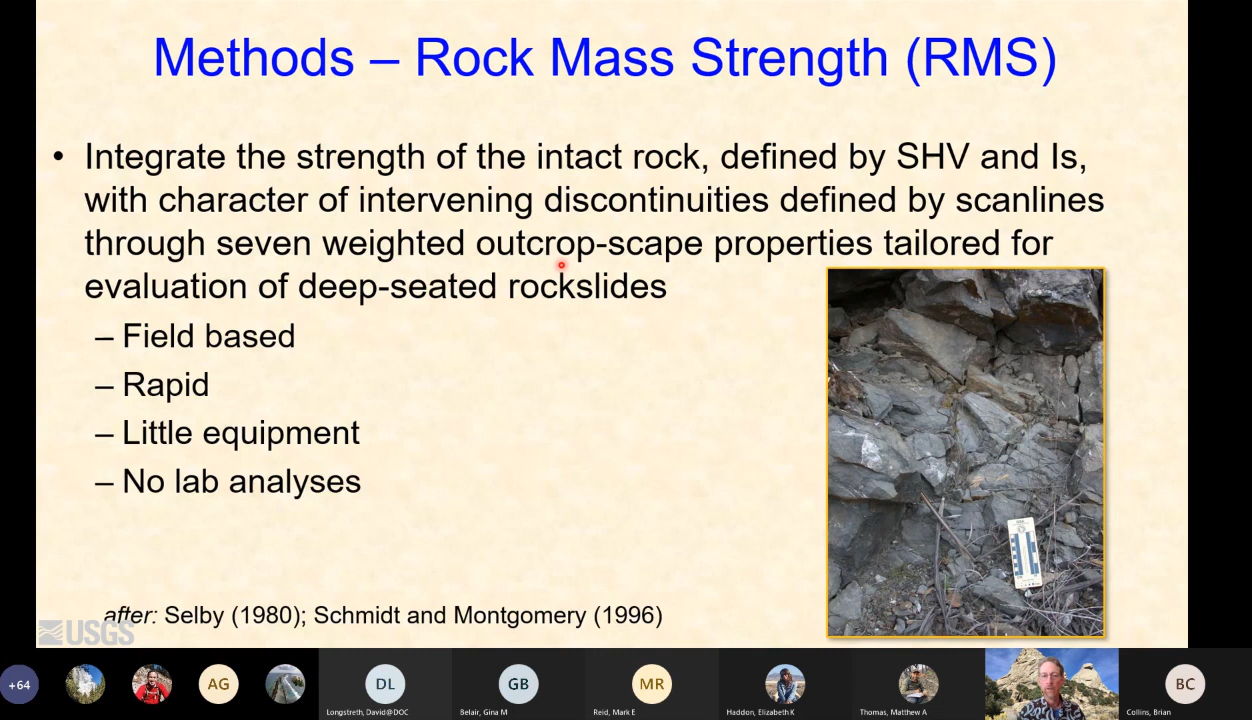 Methods – Rock Mass Strength (RMS)
• Integrate the strength of the intact rock, defined by SHV and Is,
with character of intervening discontinuities defined by scanlines
through seven weighted outcrop-scape properties tailored for
evaluation of deep-seated rockslides
– Field based
– Rapid
– Little equipment
– No lab analyses
after: Selby (1980); Schmidt and Montgomery (1996)
USGS
+64
AG
DL
GB
MR
BC
Longstreth, David@DOC
Belair, Gina M
Reid, Mark E
Haddon, Elizabeth K
Thomas, Matthew A
Collins, Brian